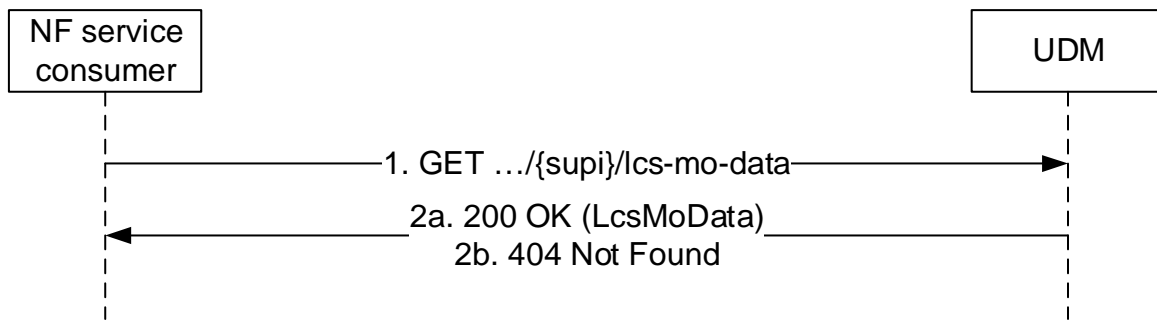 NF service
consumer
UDM
1. GET …/{supi}/lcs-mo-data
2a. 200 OK (LcsMoData)
2b. 404 Not Found